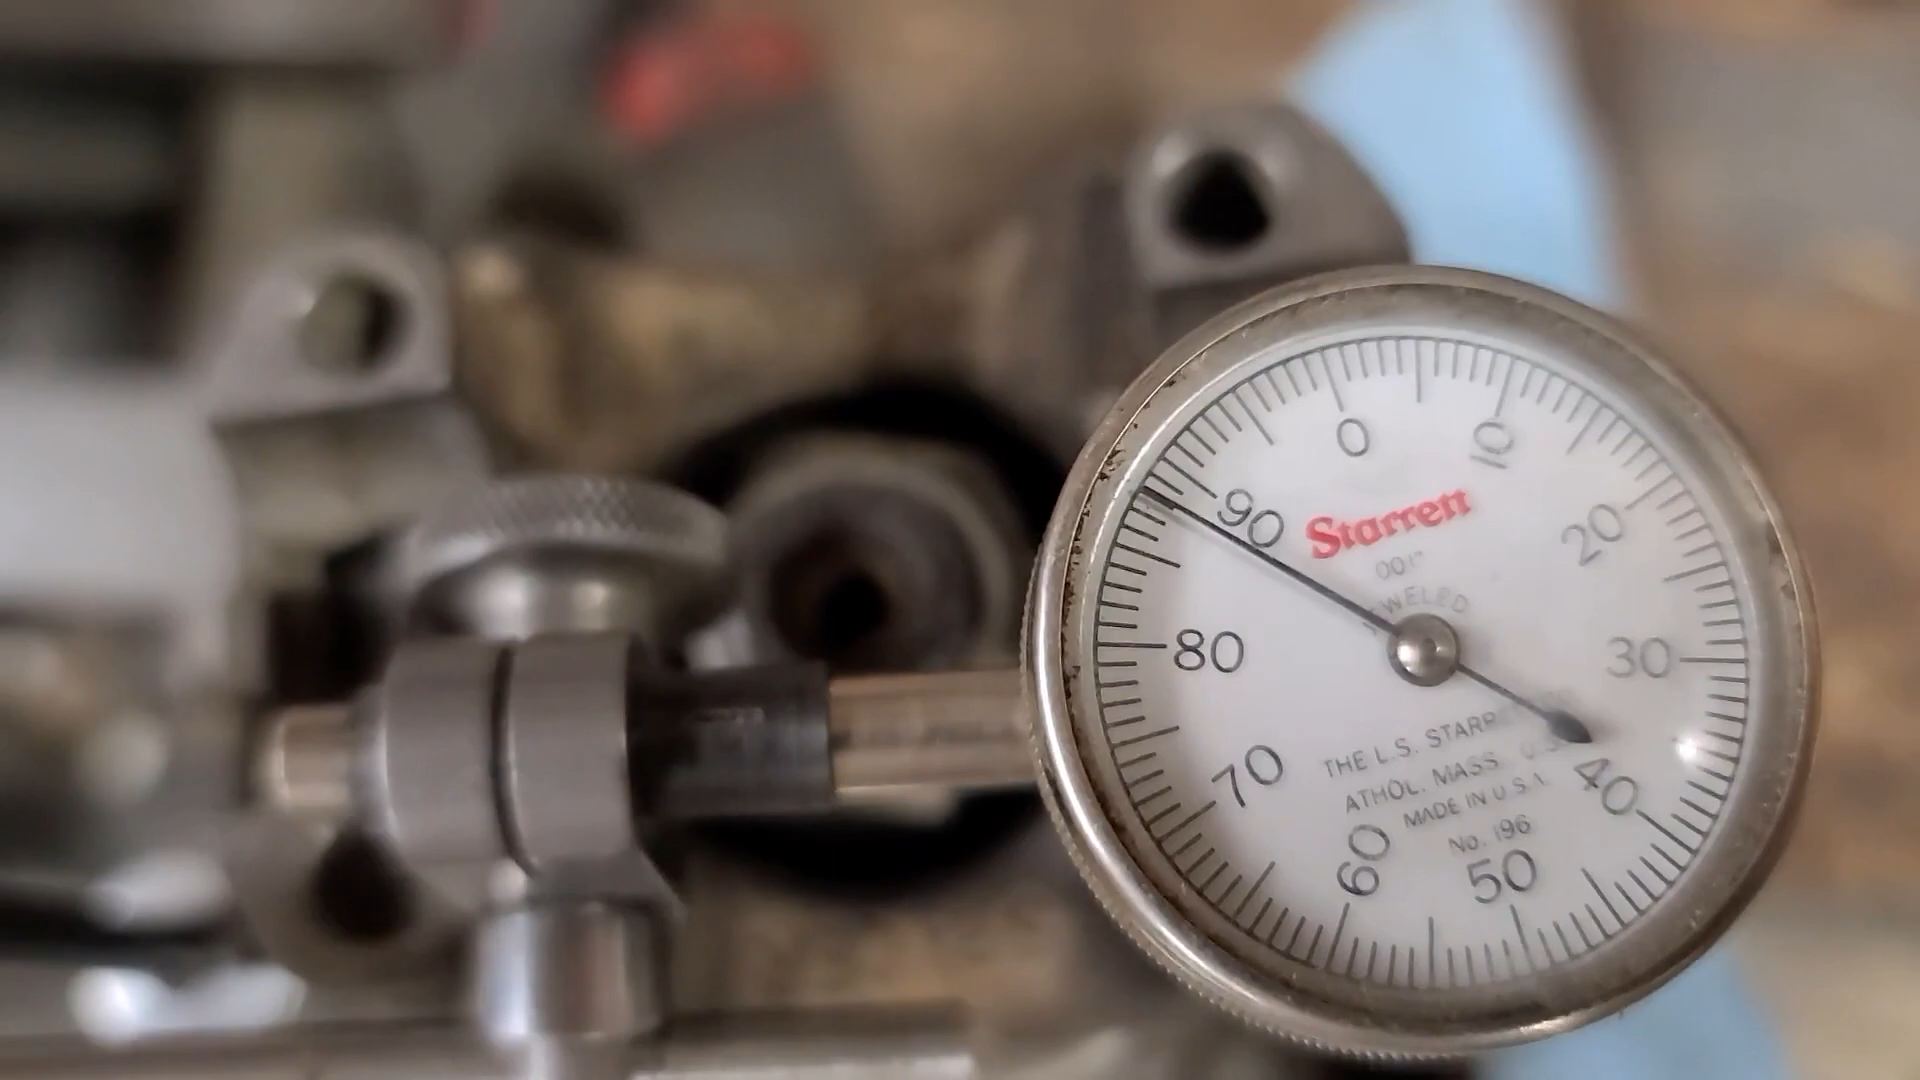 0
10
90
Starrett
20
.001"
JEWELED
80
30
THE L.S. STARRE
70
ATHOL. MASS. U.S.
40
MADE IN U.S.A.
60
No. 196
50